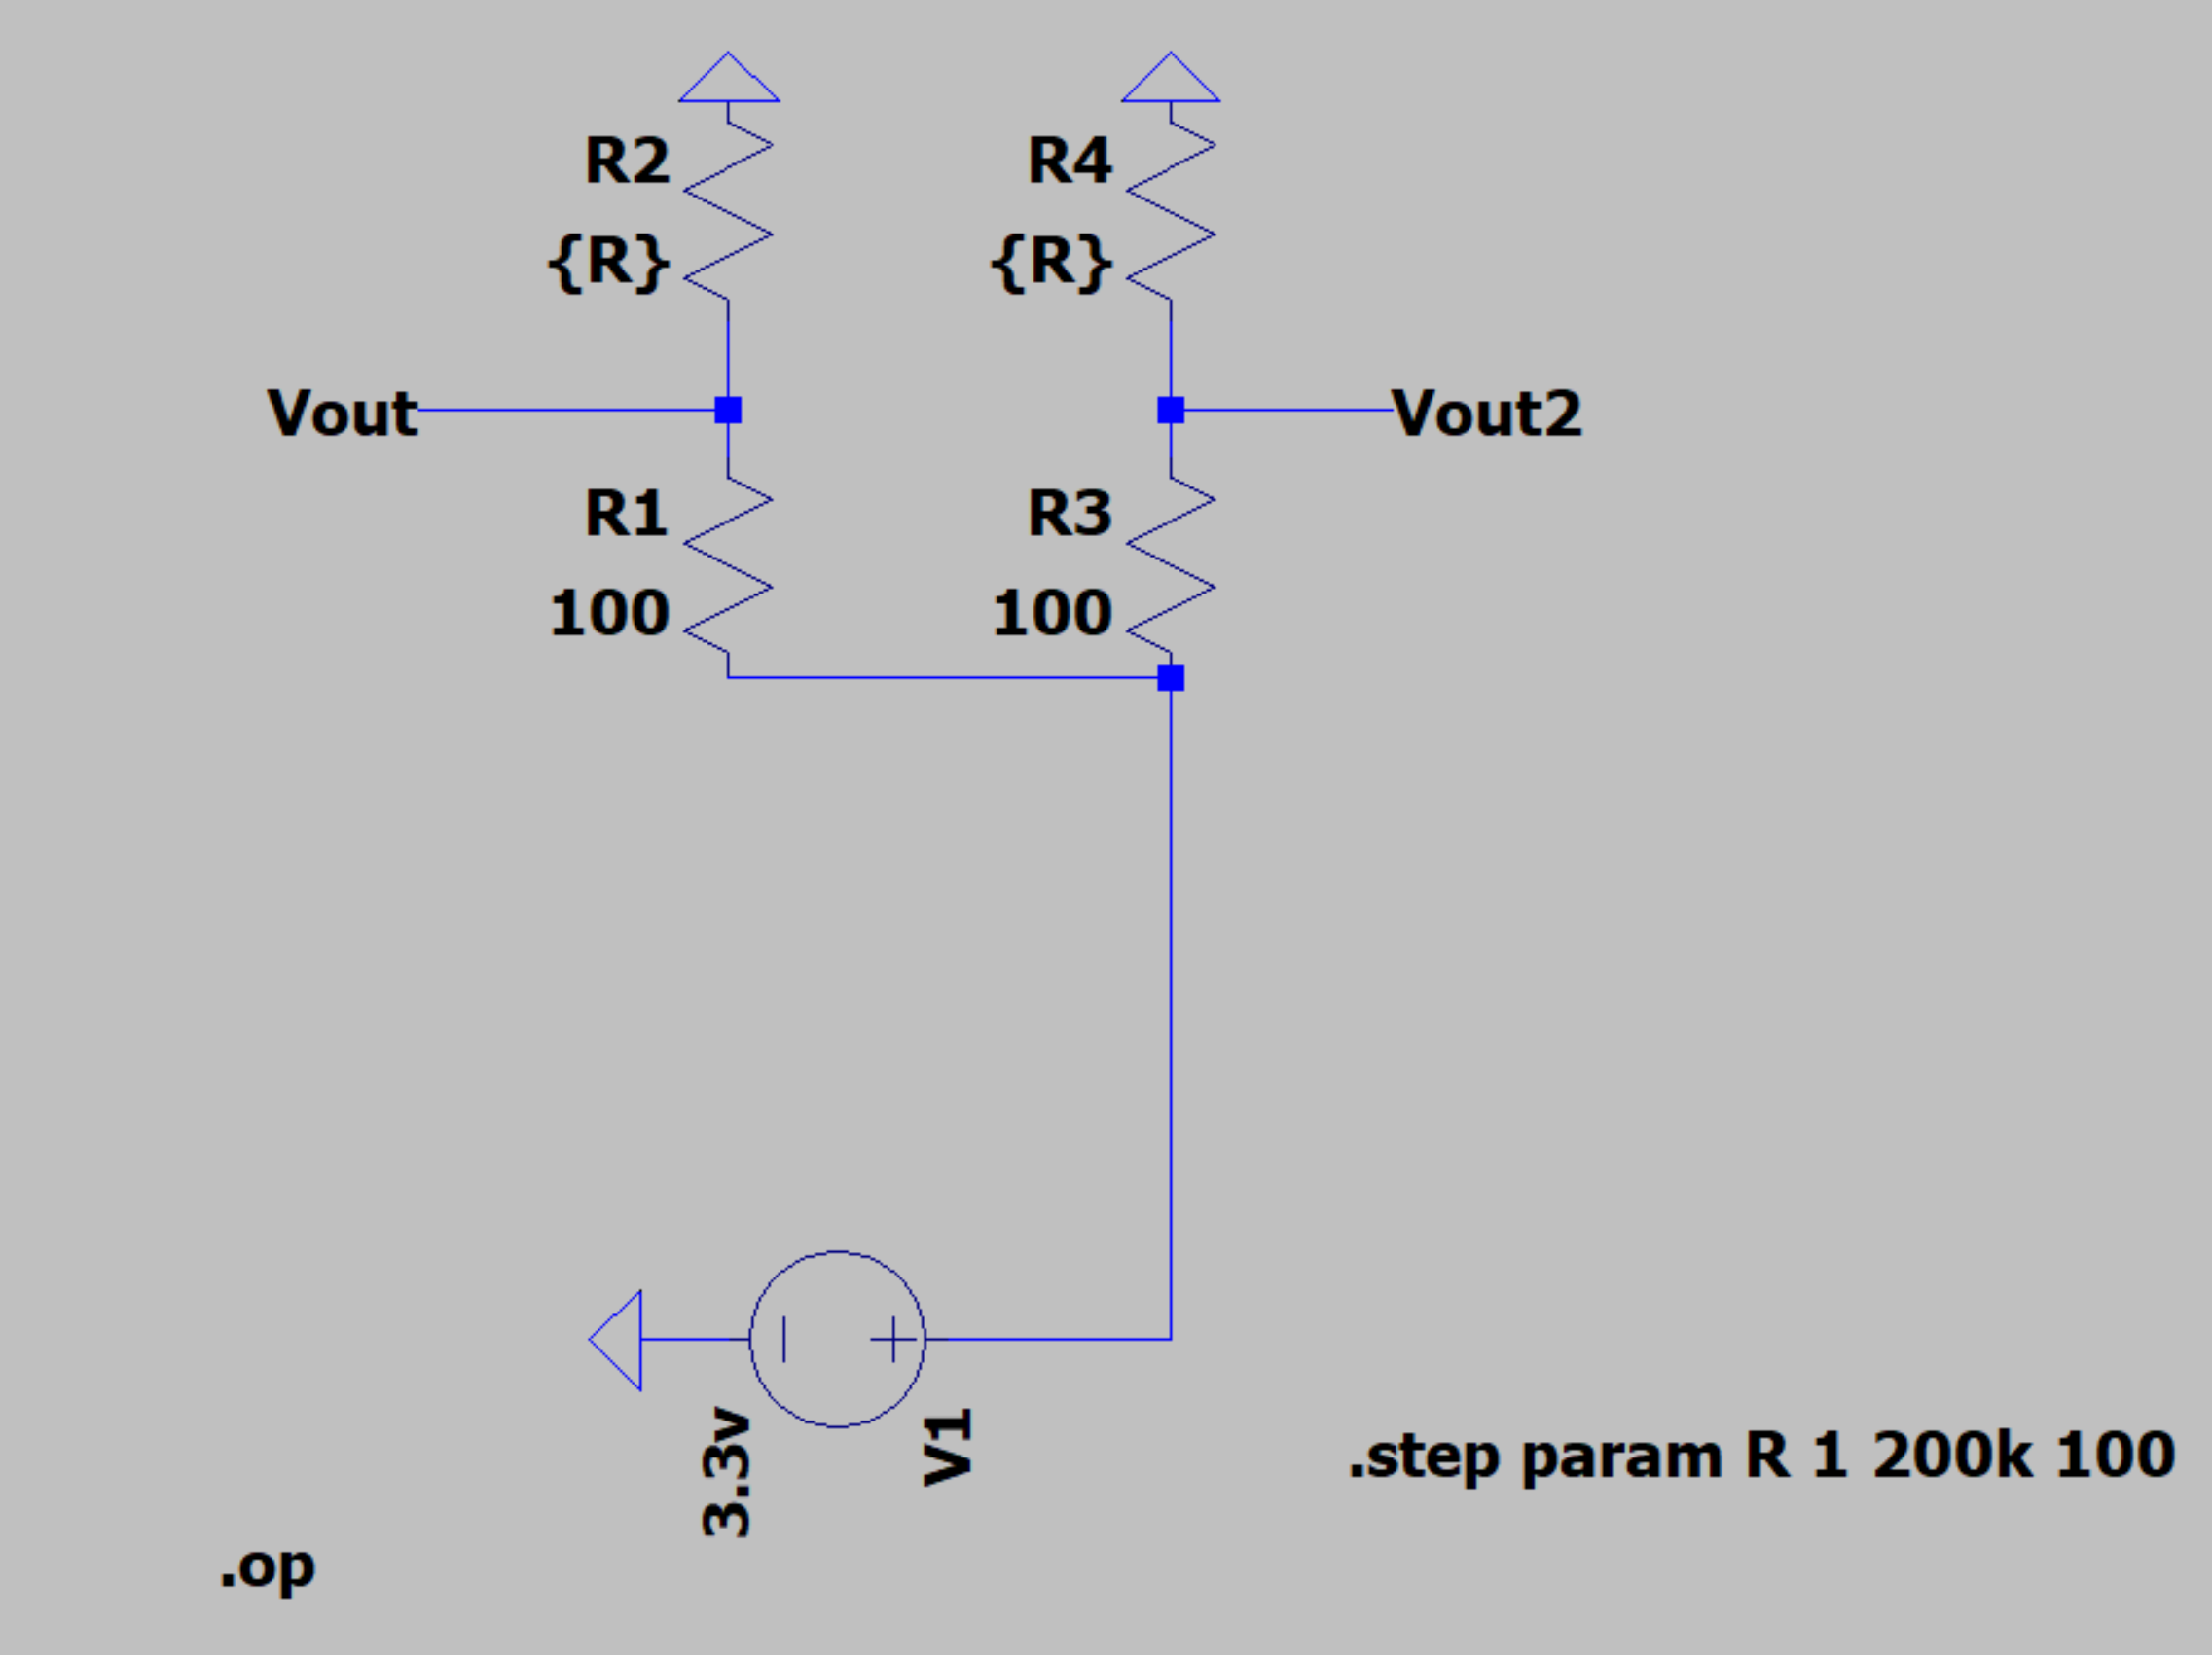 R2
{R}
R4
{R}
Vout
Vout2
R1
100
R3
100
3.3v
V1
.step param R 1 200k 100
.op